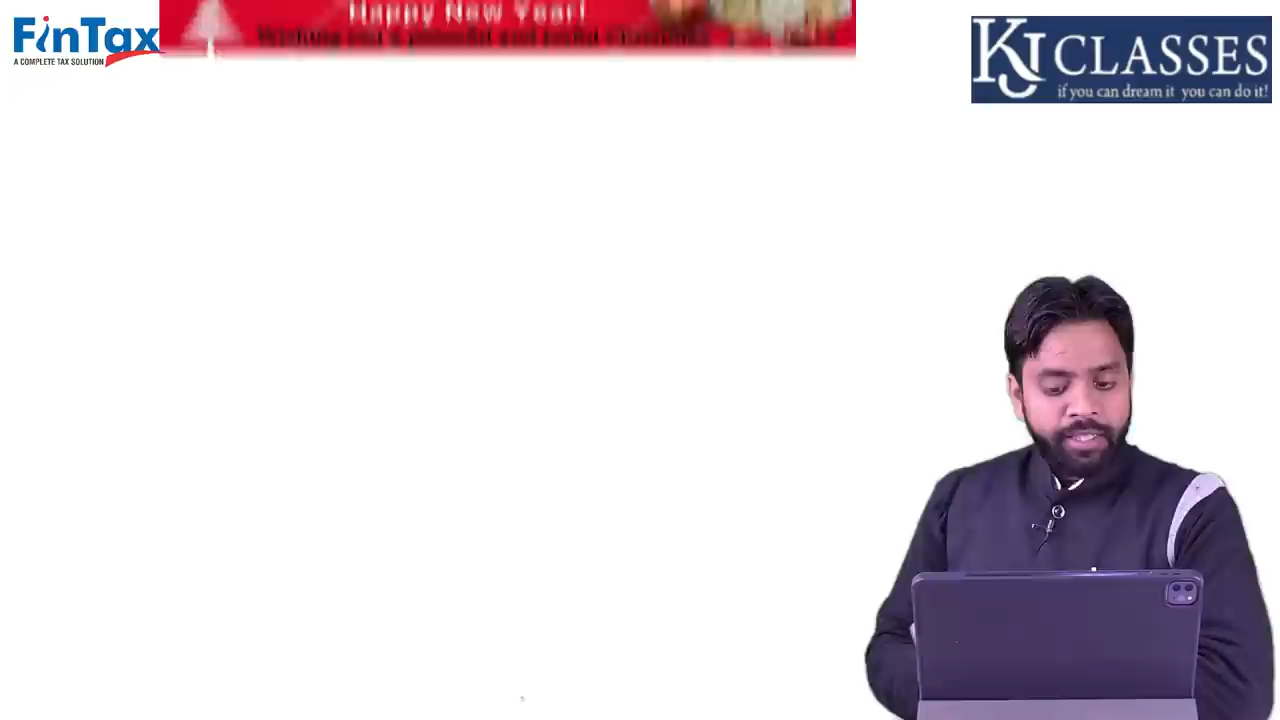 FinTax
A COMPLETE TAX SOLUTION
Happy New Year!
KJ CLASSES
if you can dream it you can do it!